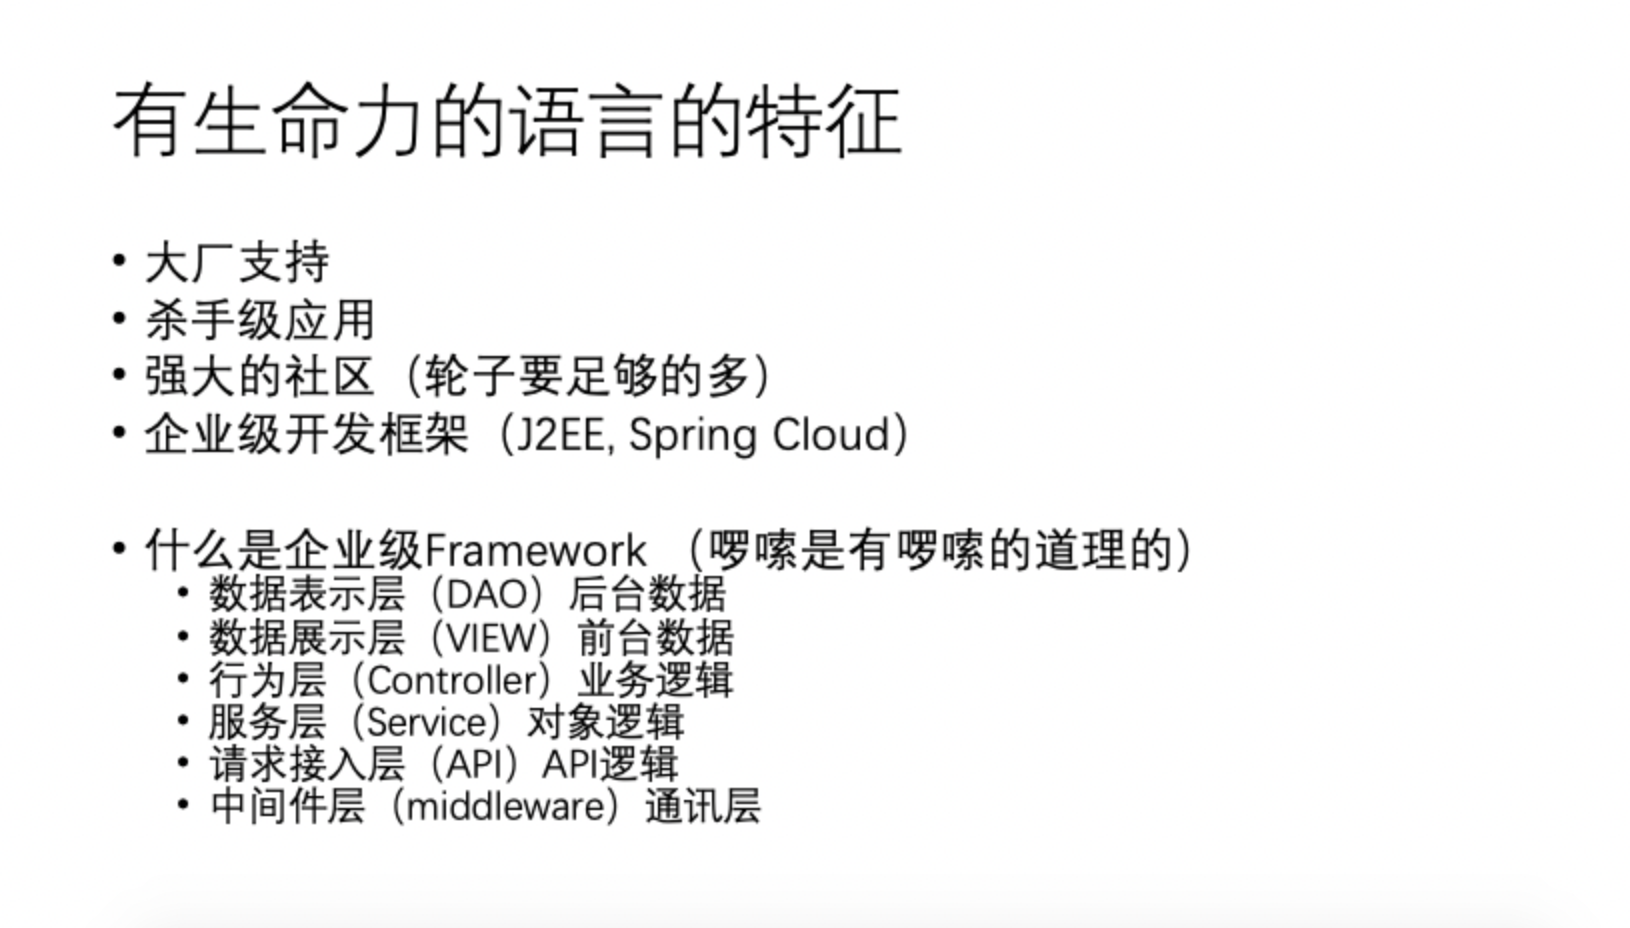 有生命力的语言的特征
• 大厂支持
• 杀手级应用
• 强大的社区（轮子要足够的多）
• 企业级开发框架（J2EE, Spring Cloud）
• 什么是企业级Framework （啰嗦是有啰嗦的道理的）
• 数据表示层（DAO）后台数据
• 数据展示层（VIEW）前台数据
• 行为层（Controller）业务逻辑
• 服务层（Service）对象逻辑
• 请求接入层（API）API逻辑
• 中间件层（middleware）通讯层